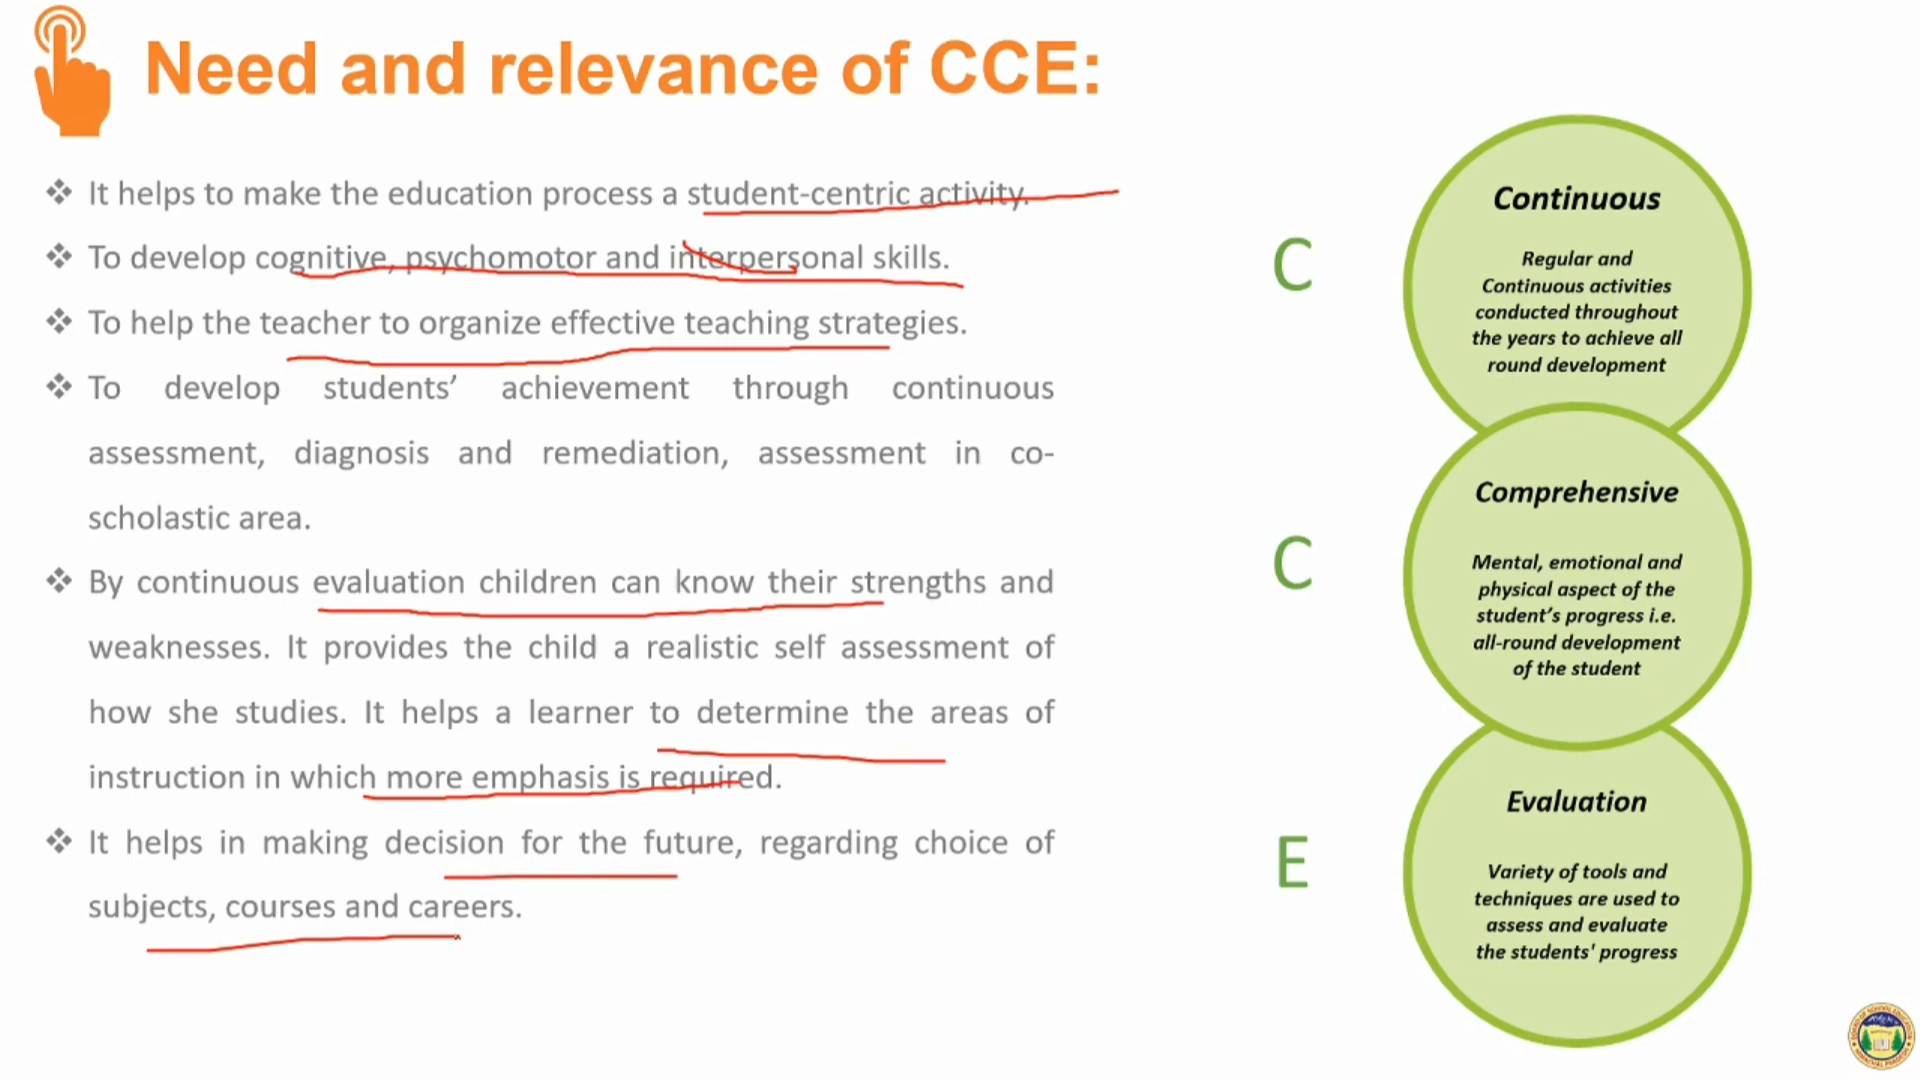 Need and relevance of CCE:
❖ It helps to make the education process a student-centric activity.
❖ To develop cognitive, psychomotor and interpersonal skills.
❖ To help the teacher to organize effective teaching strategies.
❖ To develop students’ achievement through continuous
assessment, diagnosis and remediation, assessment in co-
scholastic area.
❖ By continuous evaluation children can know their strengths and
weaknesses. It provides the child a realistic self assessment of
how she studies. It helps a learner to determine the areas of
instruction in which more emphasis is required.
❖ It helps in making decision for the future, regarding choice of
subjects, courses and careers.
C
Continuous
Regular and
Continuous activities
conducted throughout
the years to achieve all
round development
C
Comprehensive
Mental, emotional and
physical aspect of the
student’s progress i.e.
all-round development
of the student
E
Evaluation
Variety of tools and
techniques are used to
assess and evaluate
the students' progress